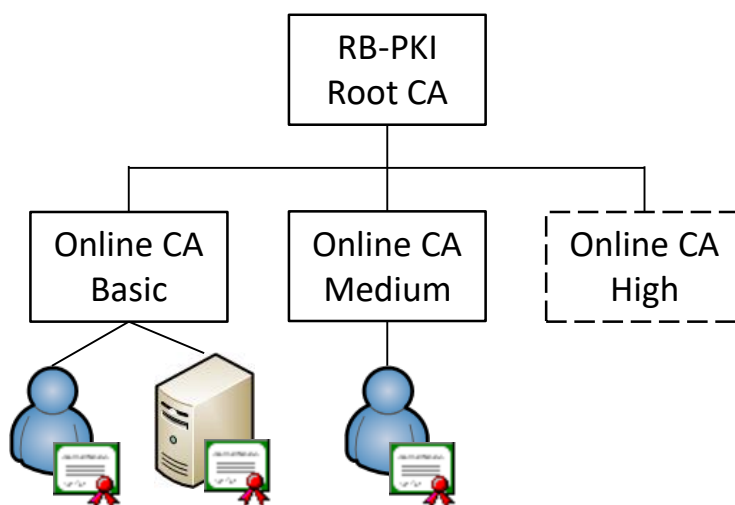 RB-PKI
Root CA
Online CA
Basic
Online CA
Medium
Online CA
High